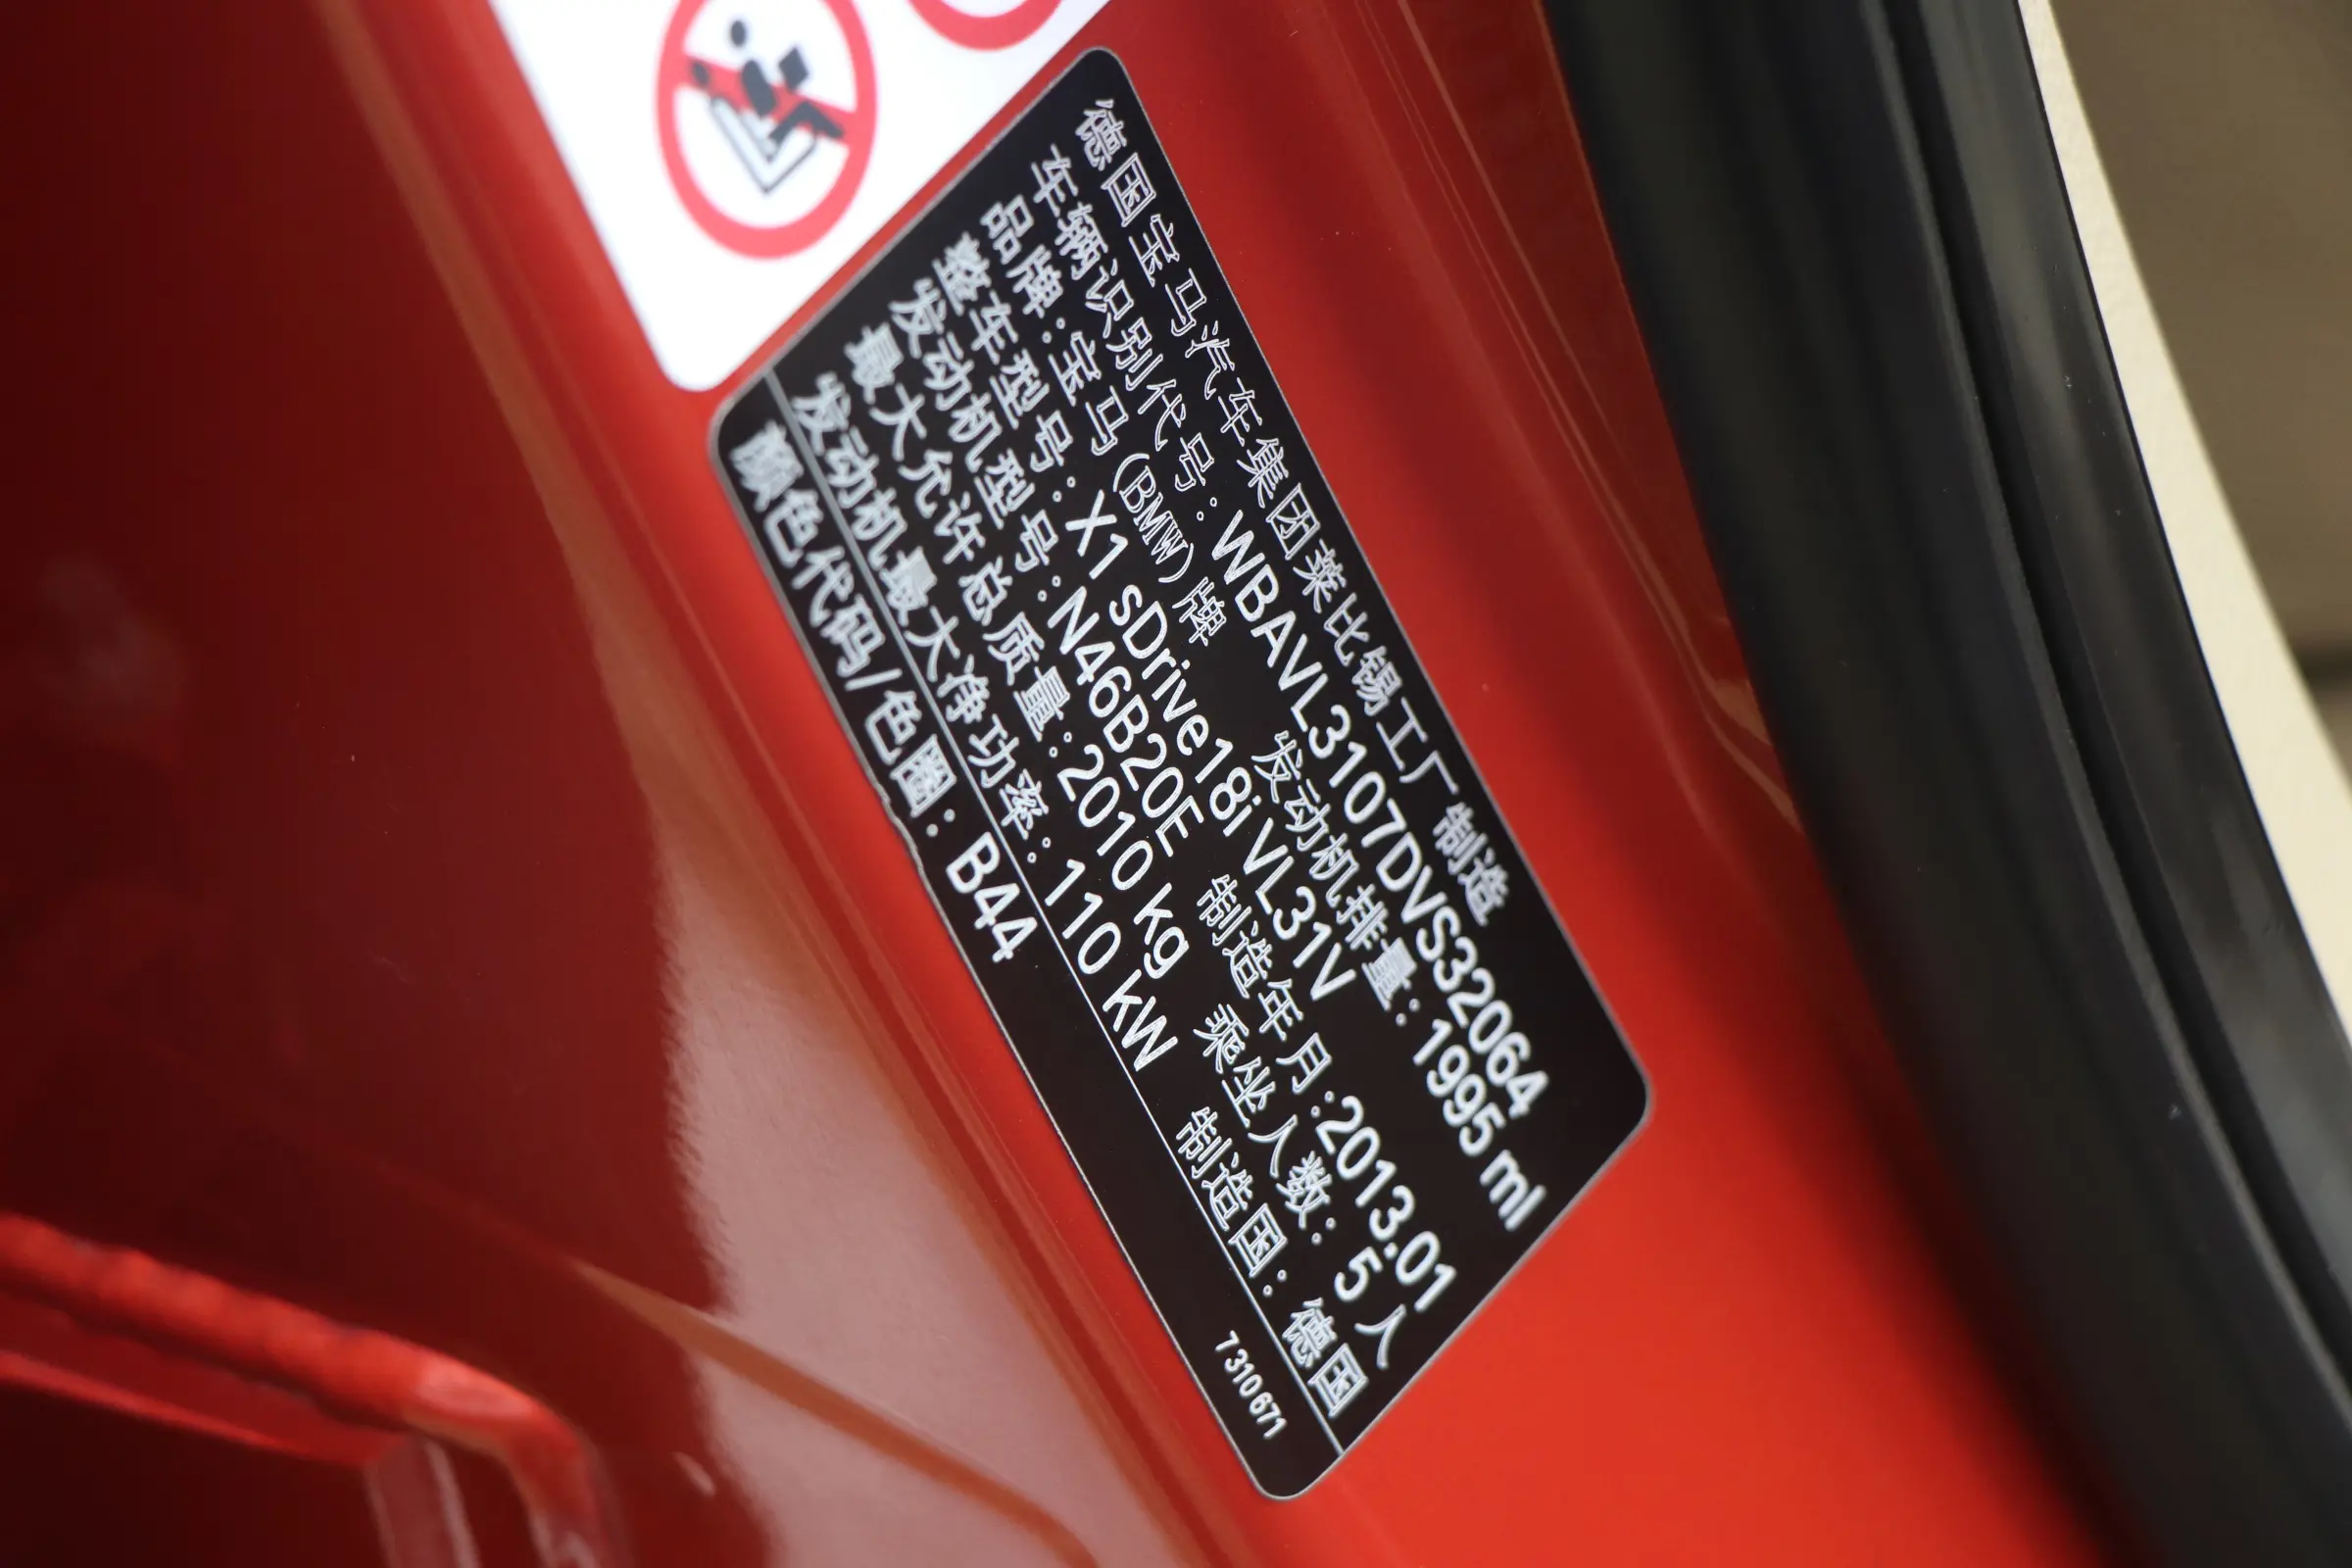 德国宝马汽车集团莱比锡工厂 制造
车辆识别代号：WBAVL3107DVS32064
品牌：宝马（BMW）牌 发动机排量：1995 ml
整车型号：X1 sDrive18i VL31V
发动机型号：N46B20E 制造年月：2013.01
最大允许总质量：2010 kg 乘坐人数：5人
发动机最大净功率：110 kW 制造国：德国
颜色代码/色圈：B44 7310671